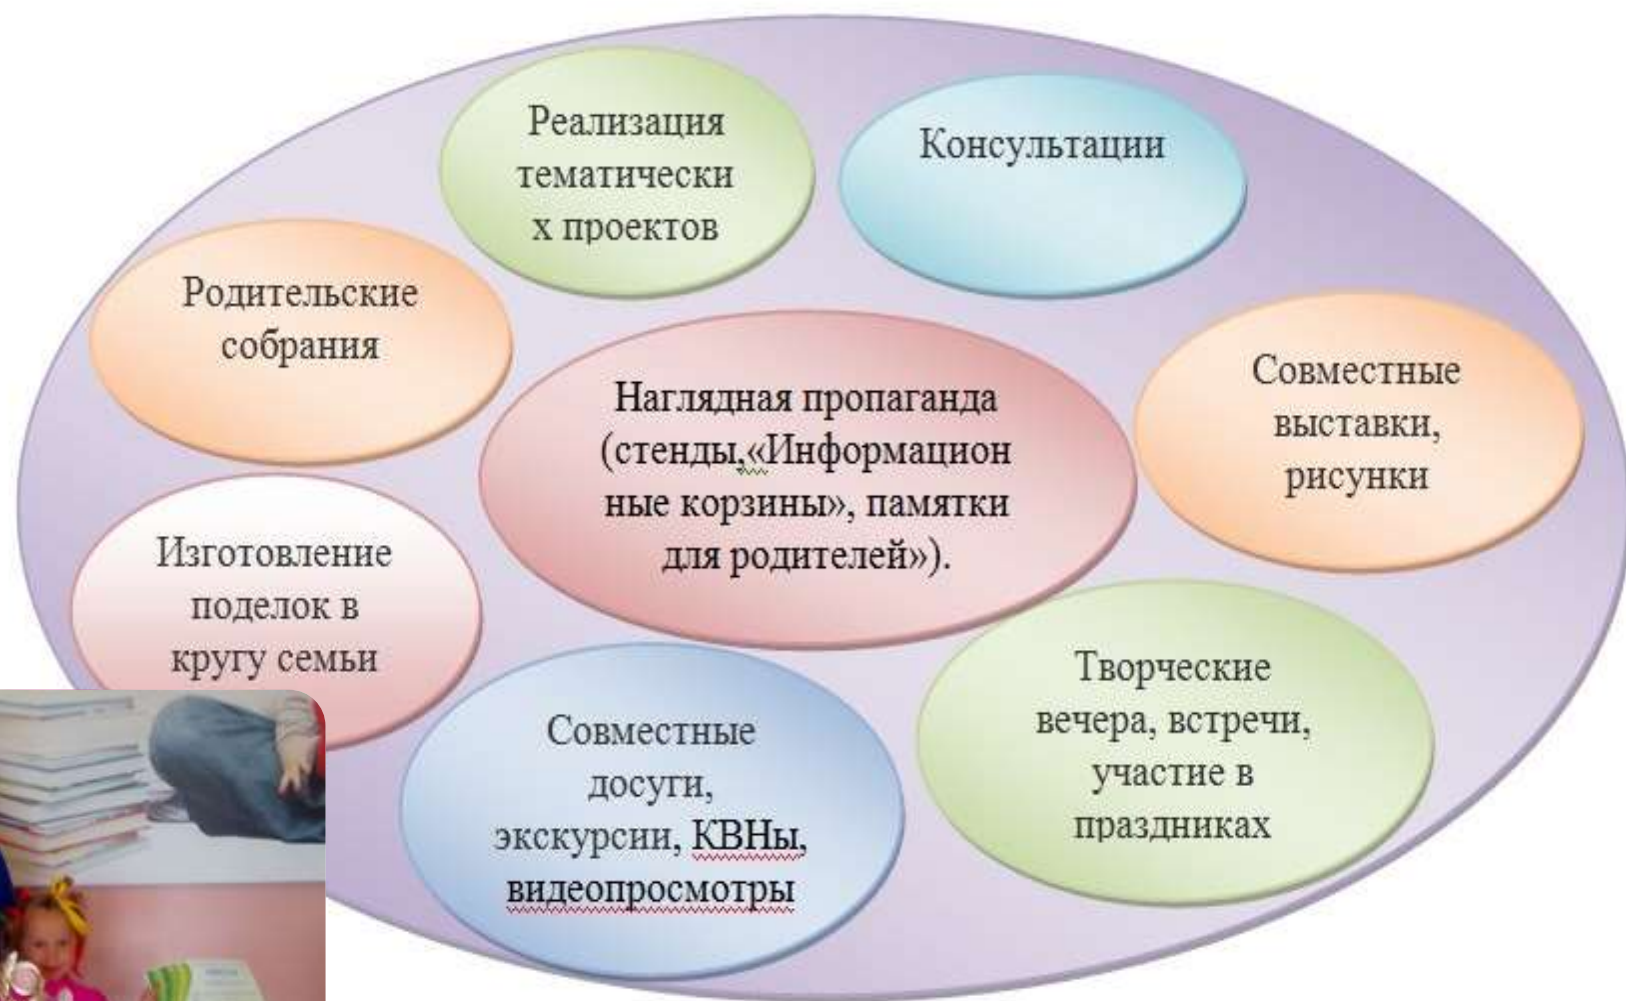 Реализация
тематически
х проектов
Консультации
Родительские
собрания
Наглядная пропаганда
(стенды,«Информацион
ные корзины», памятки
для родителей»).
Совместные
выставки,
рисунки
Изготовление
поделок в
кругу семьи
Совместные
досуги,
экскурсии, КВНы,
видеопросмотры
Творческие
вечера, встречи,
участие в
праздниках